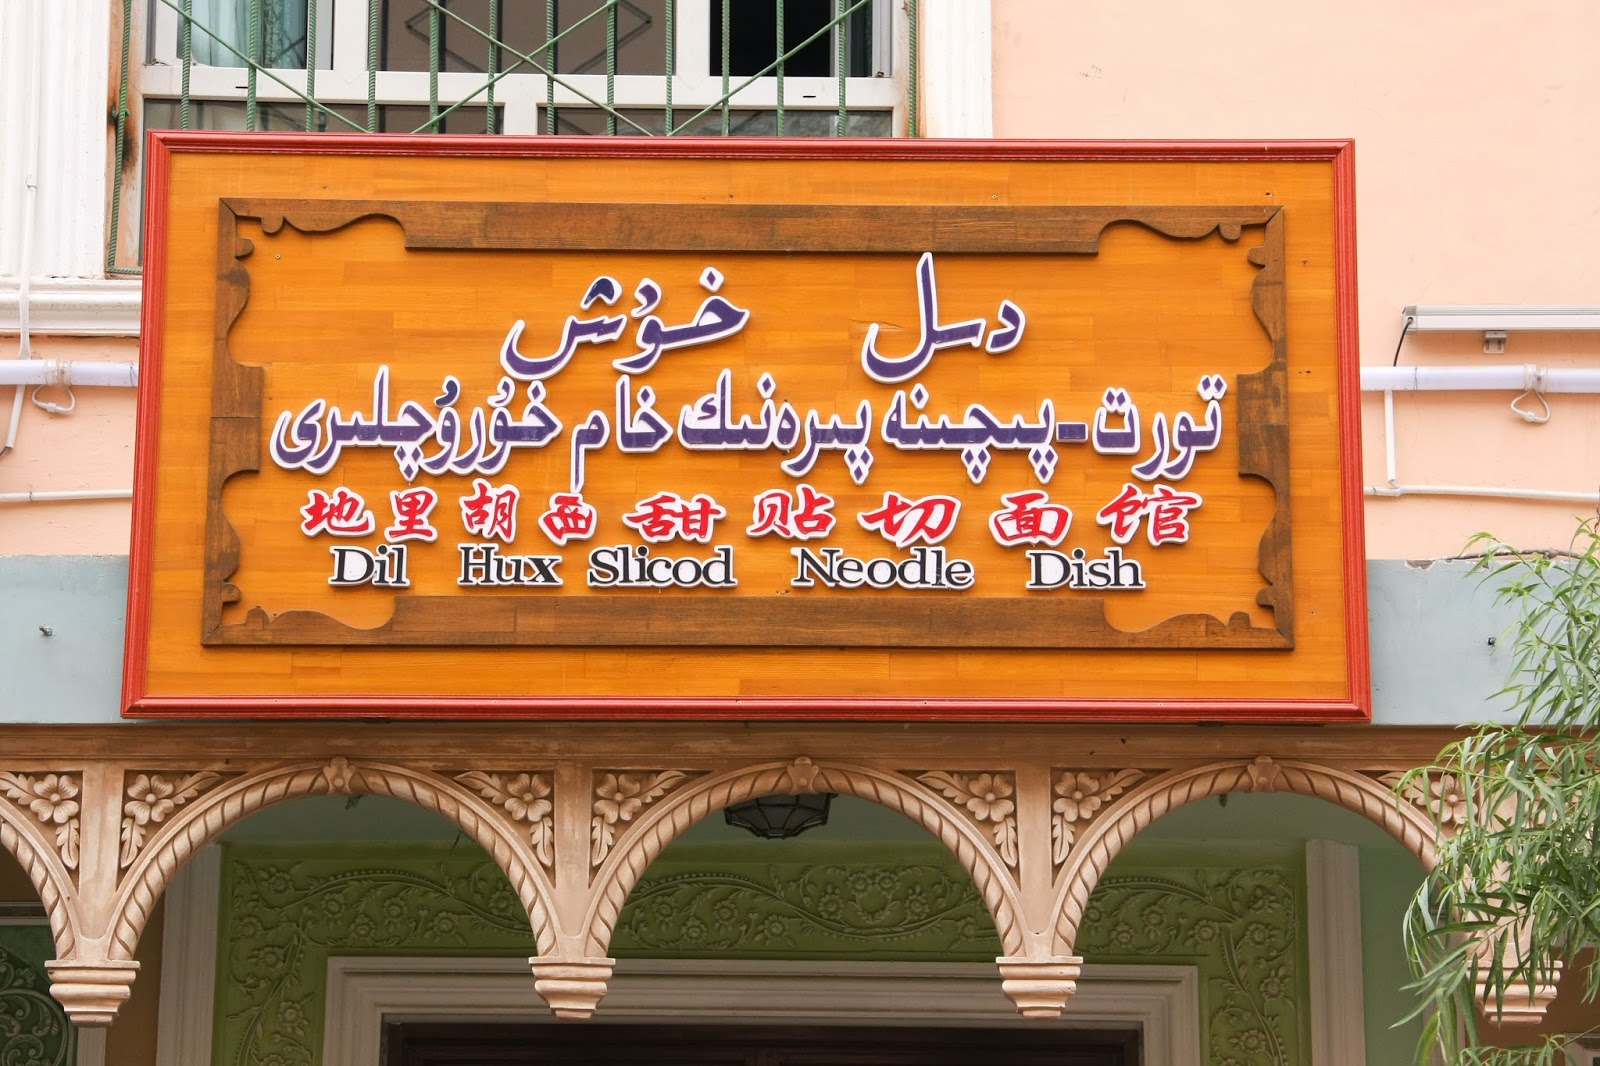 دىل خۇش
تورت-پىچىنە پىرەنىك خام خۇرۇچلىرى
地里胡西甜贴切面馆
Dil Hux Slicod Neodle Dish